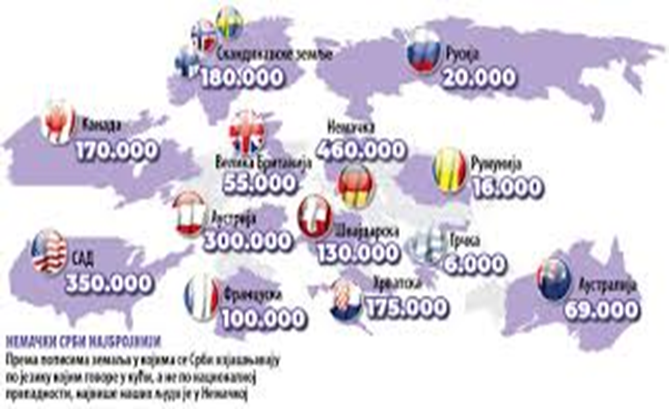 Скандинавске земље
180.000
Русија
20.000
Канада
170.000
Немачка
460.000
Велика Британија
55.000
Румунија
16.000
Аустрија
300.000
Швајцарска
130.000
Грчка
6.000
САД
350.000
Француска
100.000
Хрватска
175.000
Аустралија
69.000
НЕМАЧКИ СРБИ НАЈБРОЈНИЈИ
Према пописима земаља у којима се Срби изјашњавају
по језику којим говоре у кући, а не по националној
припадности, највише наших људи је у Немачкој